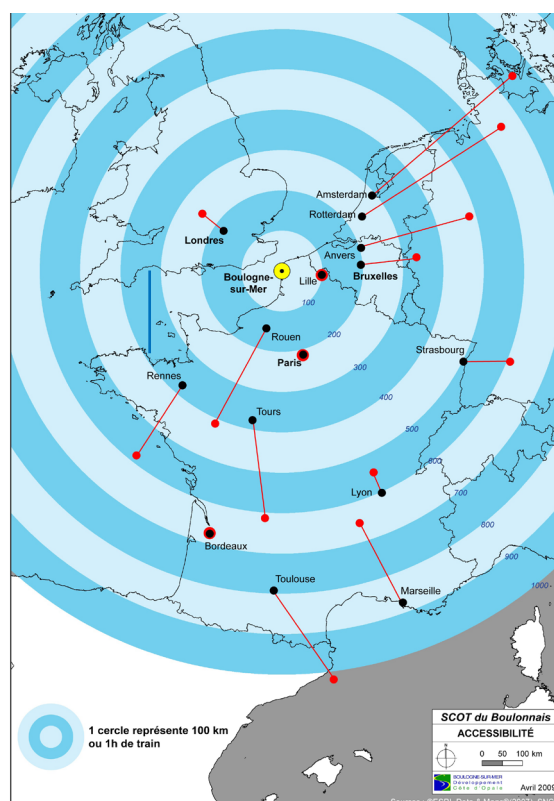 Amsterdam
Rotterdam
Londres
Anvers
Boulogne-
sur-Mer
Lille
Bruxelles
100
200
Rouen
Paris
300
Strasbourg
Rennes
400
Tours
500
600
Lyon
700
800
Bordeaux
900
Toulouse
Marseille
1000
1 cercle représente 100 km
ou 1h de train
SCOT du Boulonnais
ACCESSIBILITÉ
N
0 50 100 km
BOULOGNE-SUR-MER
Développement
Côte d'Opale
Avril 2008